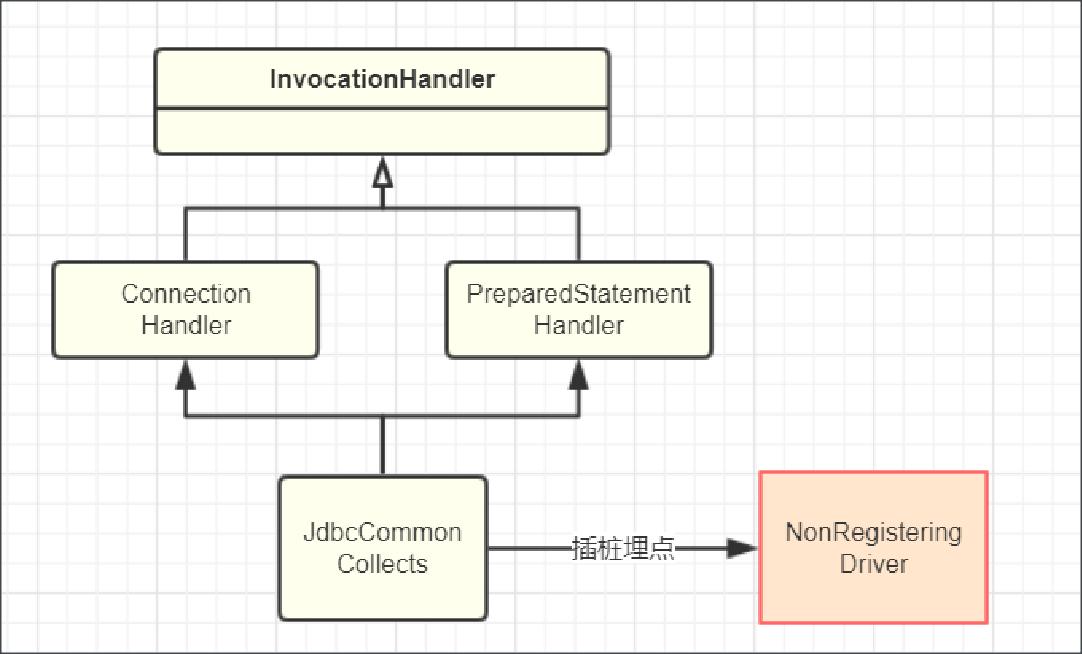 InvocationHandler
Connection
Handler
PreparedStatement
Handler
JdbcCommon
Collects
插桩埋点
NonRegistering
Driver